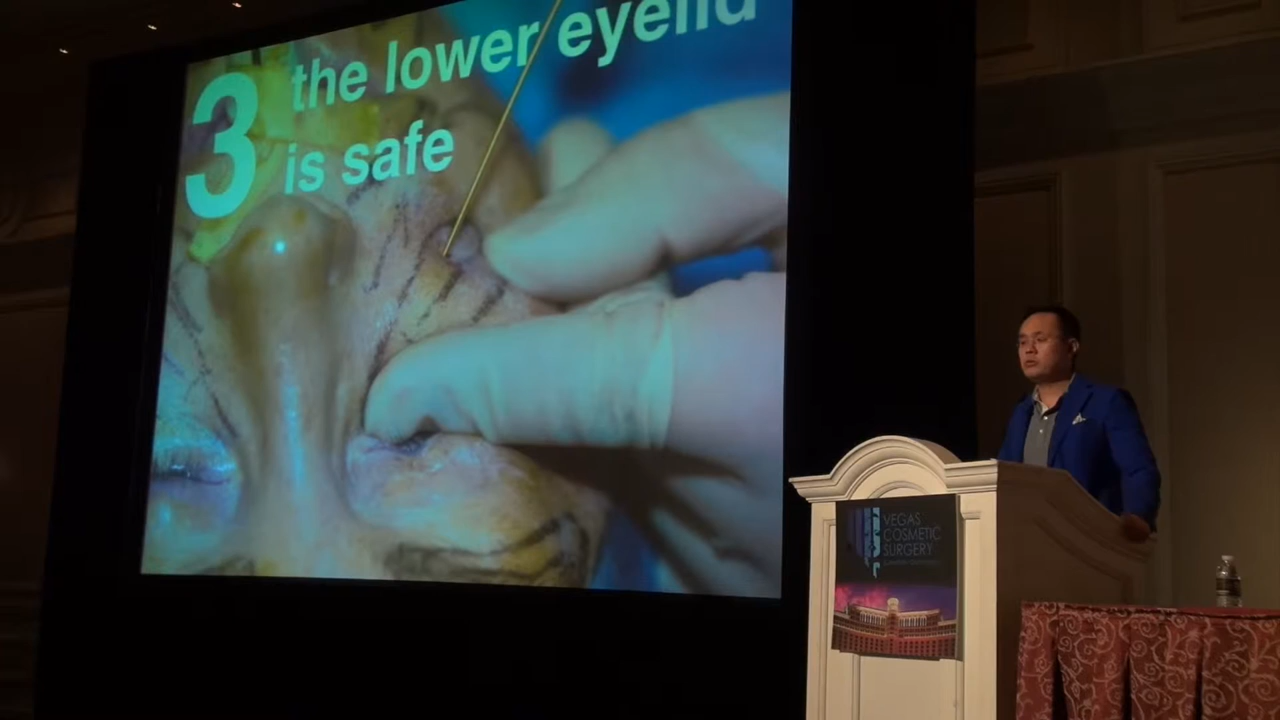 3 the lower eyelid
is safe
VEGAS
COSMETIC
SURGERY